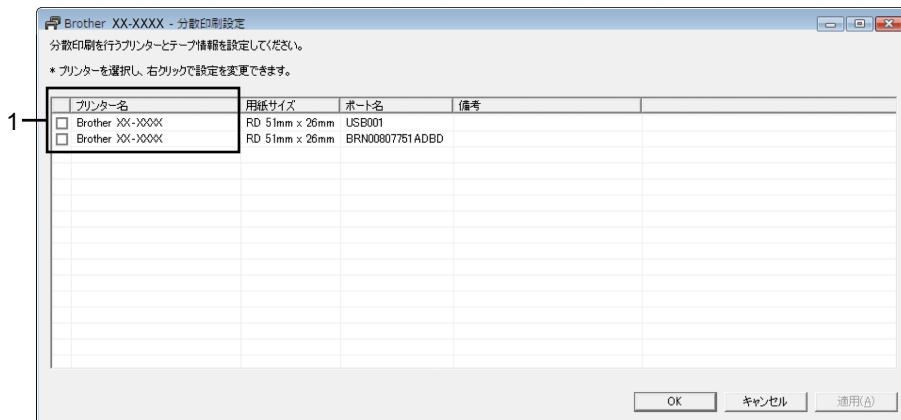 Brother XX-XXXX - 分散印刷設定
分散印刷を行うプリンターとテープ情報を設定してください。
* プリンターを選択し、右クリックで設定を変更できます。
プリンター名 用紙サイズ ポート名 備考
1
Brother XX-XXXX RD 51mm x 26mm USB001
Brother XX-XXXX RD 51mm x 26mm BRN00807751ADBD
OK キャンセル 適用(A)